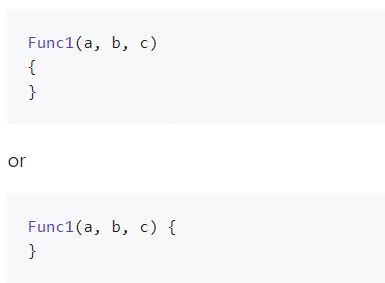 Func1(a, b, c)
{
}
or
Func1(a, b, c) {
}